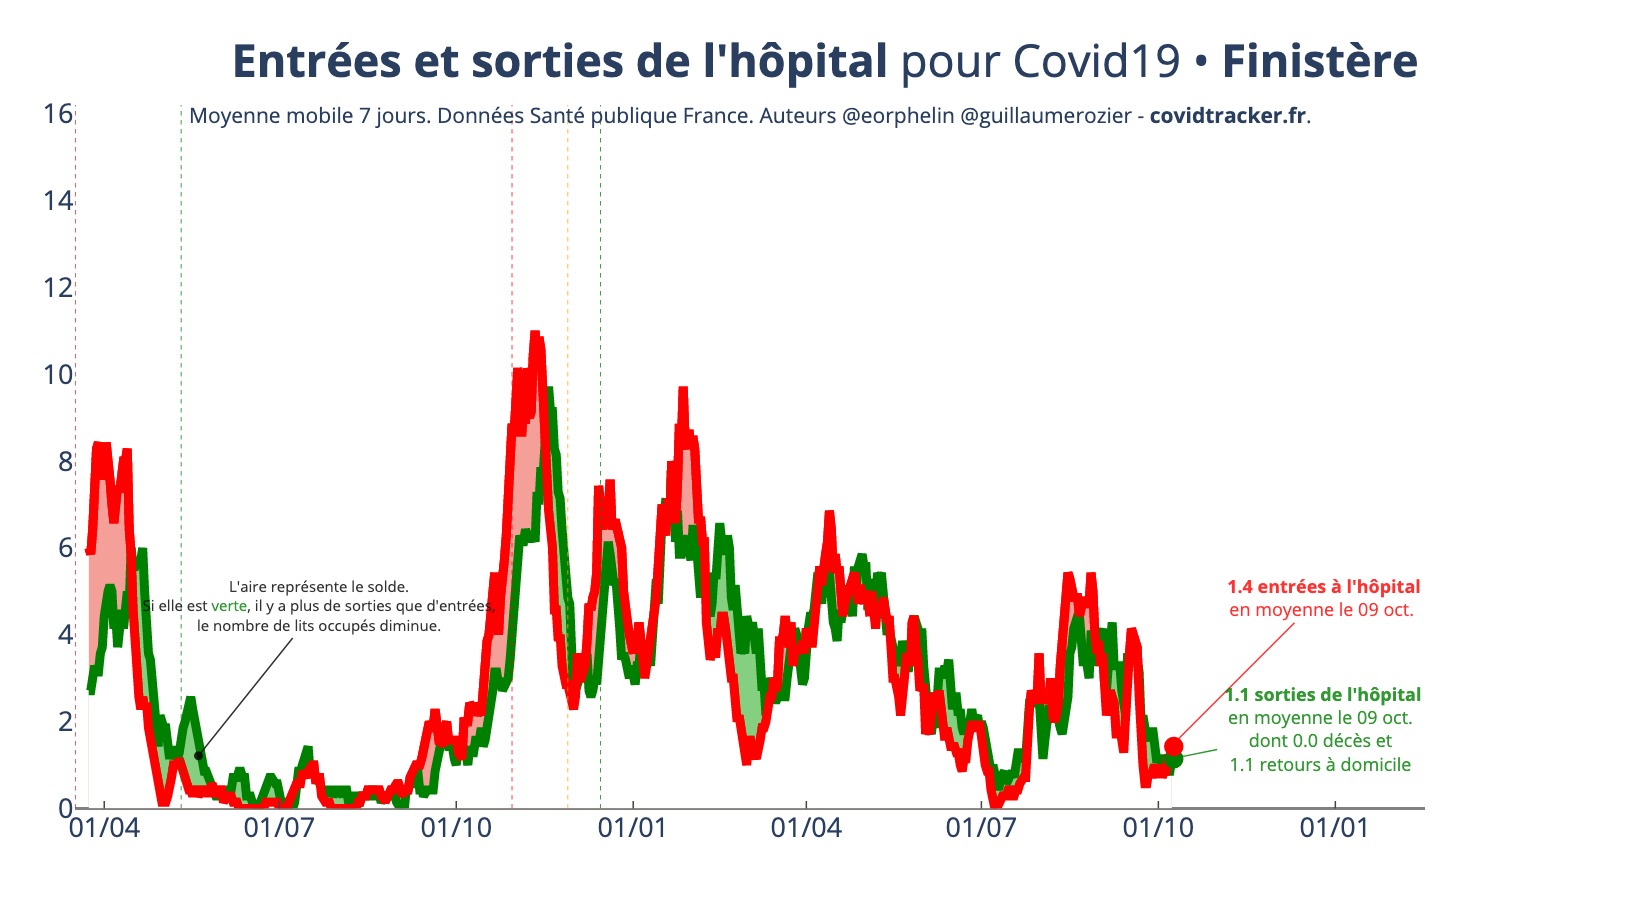 Entrées et sorties de l'hôpital pour Covid19 • Finistère
Moyenne mobile 7 jours. Données Santé publique France. Auteurs @eorphelin @guillaumerozier - covidtracker.fr.
16
14
12
10
8
6
4
2
0
L'aire représente le solde.
Si elle est verte, il y a plus de sorties que d'entrées,
le nombre de lits occupés diminue.
1.4 entrées à l'hôpital
en moyenne le 09 oct.
1.1 sorties de l'hôpital
en moyenne le 09 oct.
dont 0.0 décès et
1.1 retours à domicile
01/04 01/07 01/10 01/01 01/04 01/07 01/10 01/01